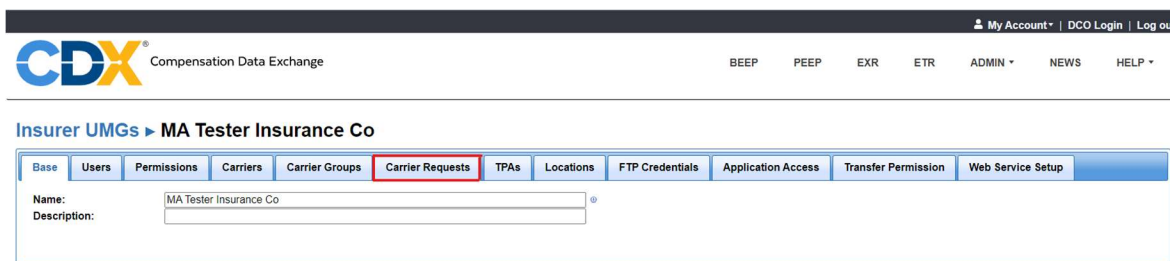 My Account | DCO Login | Log ou
CDX® Compensation Data Exchange
BEEP PEEP EXR ETR ADMIN NEWS HELP
Insurer UMGs ► MA Tester Insurance Co
Base Users Permissions Carriers Carrier Groups Carrier Requests TPAs Locations FTP Credentials Application Access Transfer Permission Web Service Setup
Name: MA Tester Insurance Co
Description: